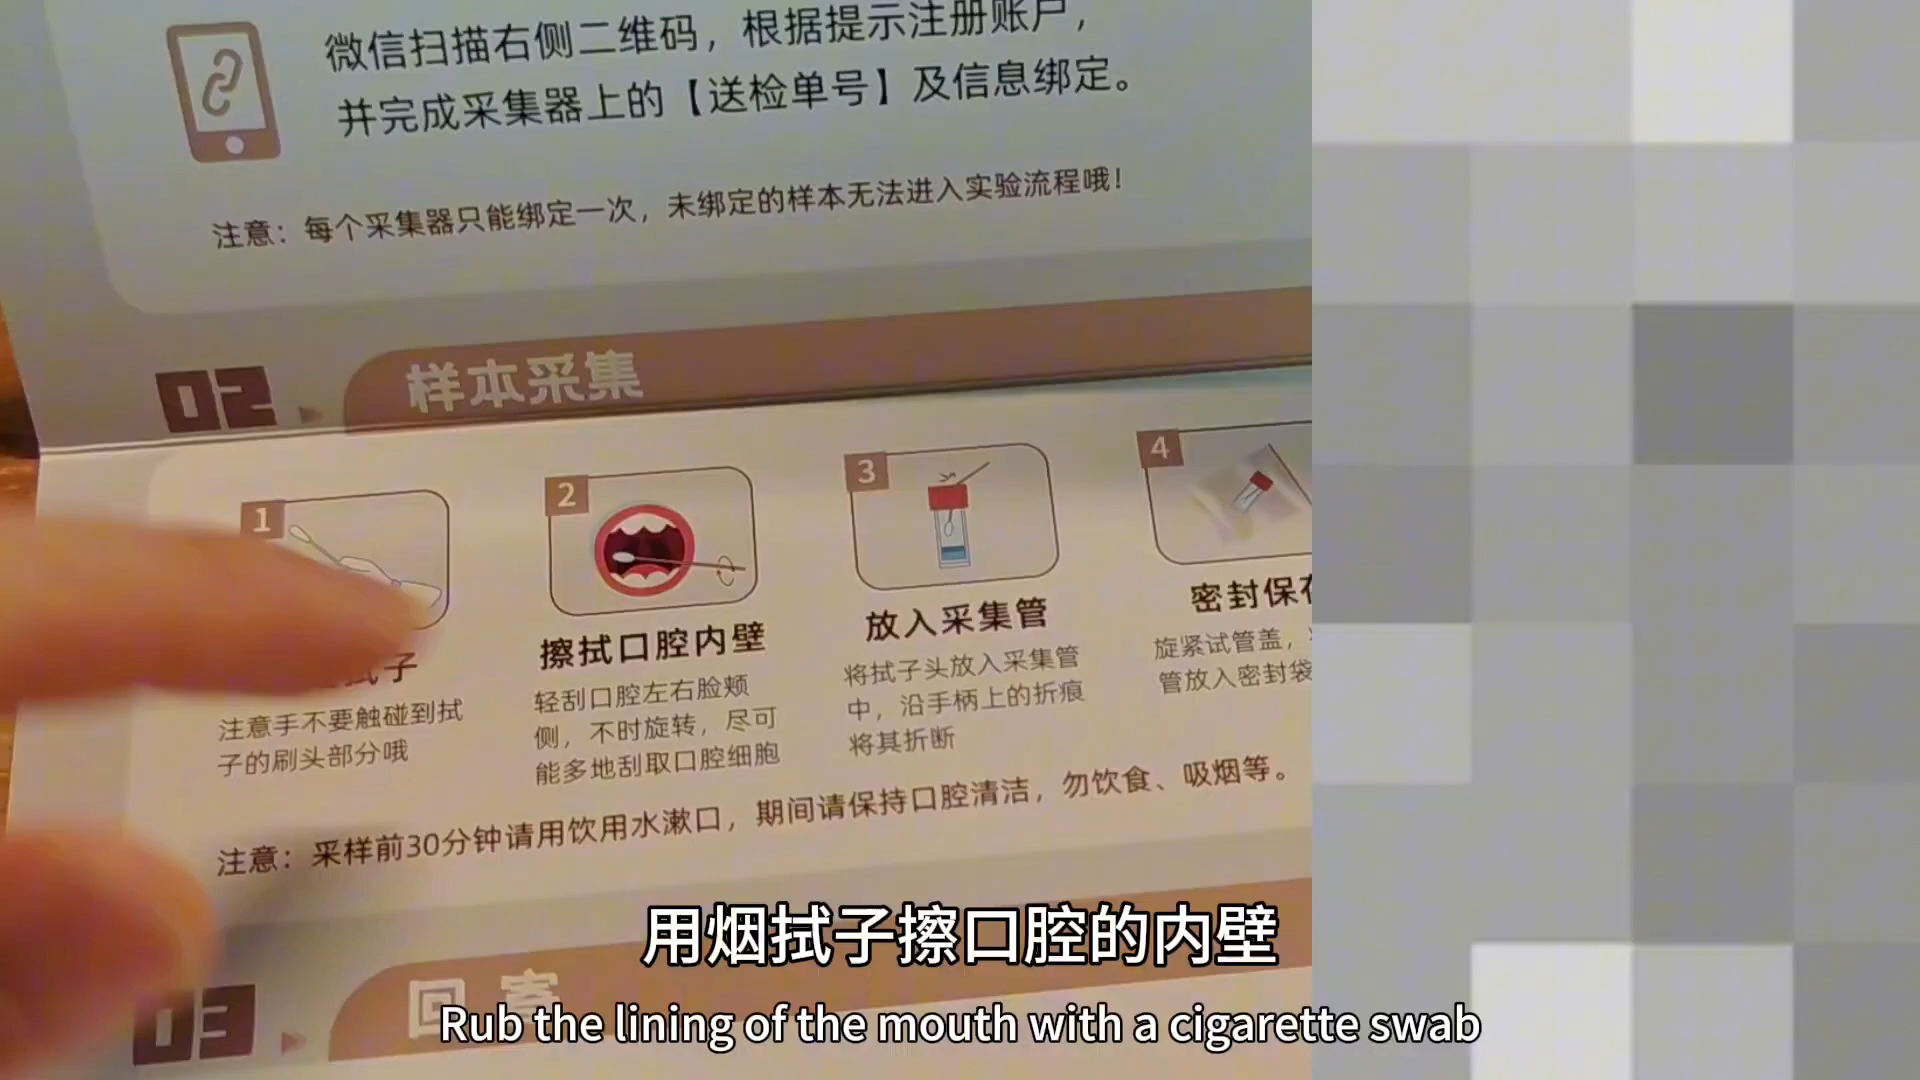 微信扫描右侧二维码，根据提示注册账户，
并完成采集器上的【送检单号】及信息绑定。
注意：每个采集器只能绑定一次，未绑定的样本无法进入实验流程哦！
02 样本采集
1
拭子
注意手不要触碰到拭
子的刷头部分哦
2
擦拭口腔内壁
轻刮口腔左右脸颊
侧，不时旋转，尽可
能多地刮取口腔细胞
3
放入采集管
将拭子头放入采集管
中，沿手柄上的折痕
将其折断
4
密封保存
旋紧试管盖，
管放入密封袋
注意：采样前30分钟请用饮用水漱口，期间请保持口腔清洁，勿饮食、吸烟等。
03 回寄
用烟拭子擦口腔的内壁
Rub the lining of the mouth with a cigarette swab